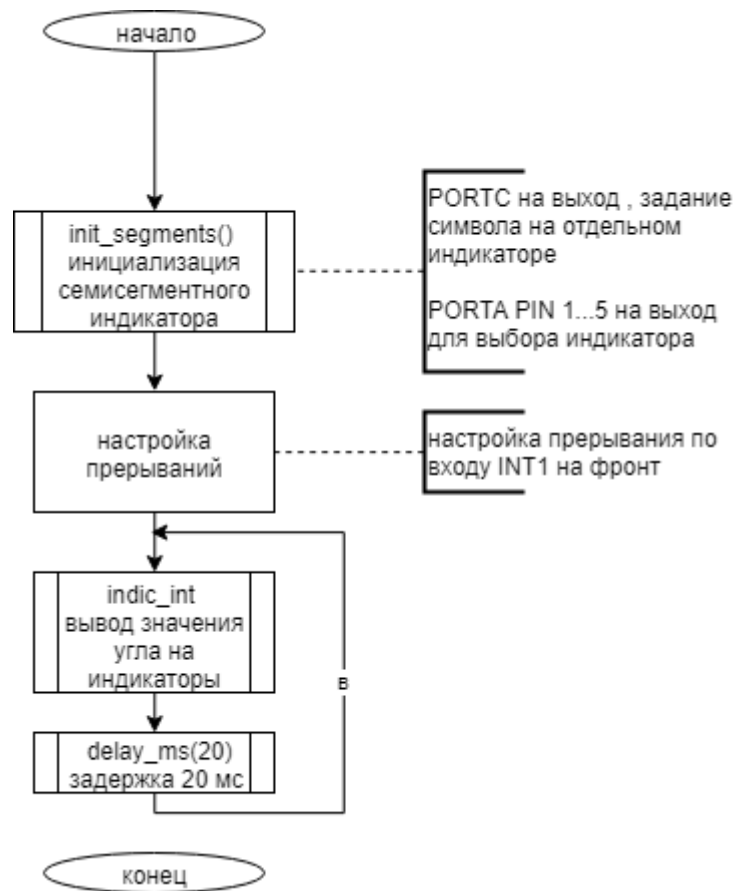 начало
init_segments()
инициализация
семисегментного
индикатора
PORTC на выход , задание
символа на отдельном
индикаторе
PORTA PIN 1...5 на выход
для выбора индикатора
настройка
прерываний
настройка прерывания по
входу INT1 на фронт
indic_int
вывод значения
угла на
индикаторы
в
delay_ms(20)
задержка 20 мс
конец